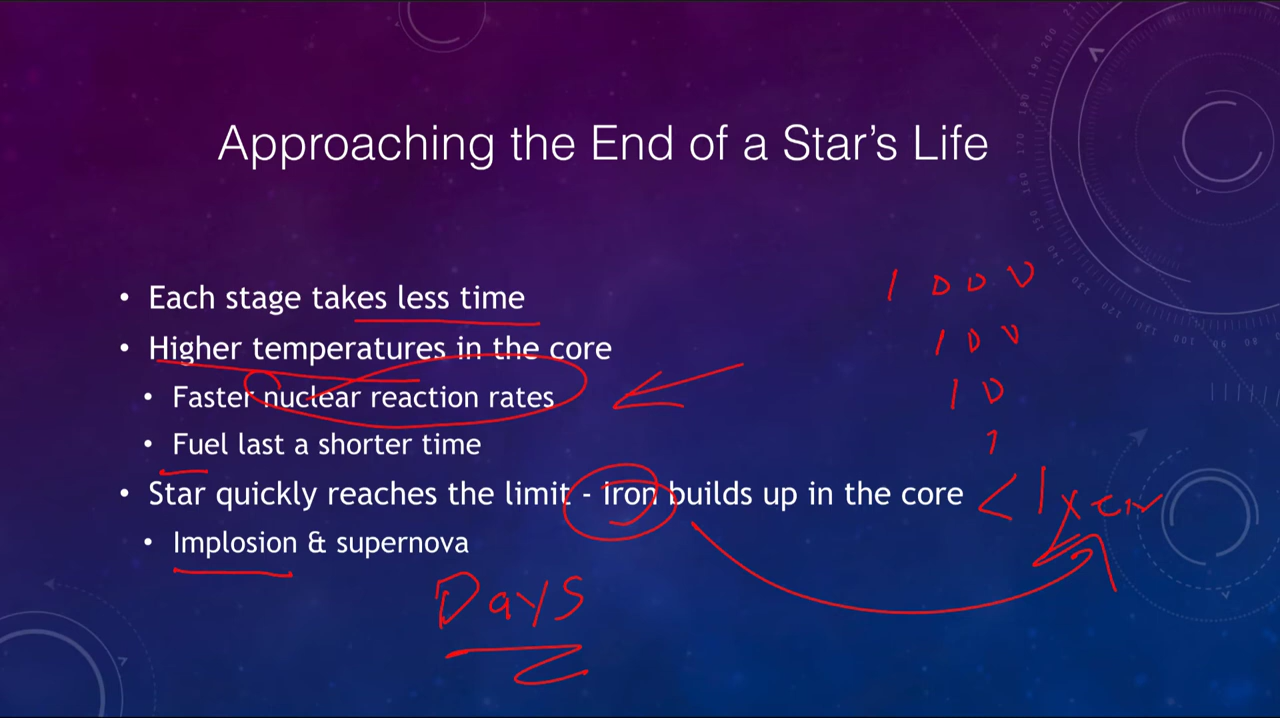 Approaching the End of a Star's Life
• Each stage takes less time
• Higher temperatures in the core
• Faster nuclear reaction rates
• Fuel last a shorter time
• Star quickly reaches the limit - iron builds up in the core
• Implosion & supernova
1000
100
10
1
<1 year
Days